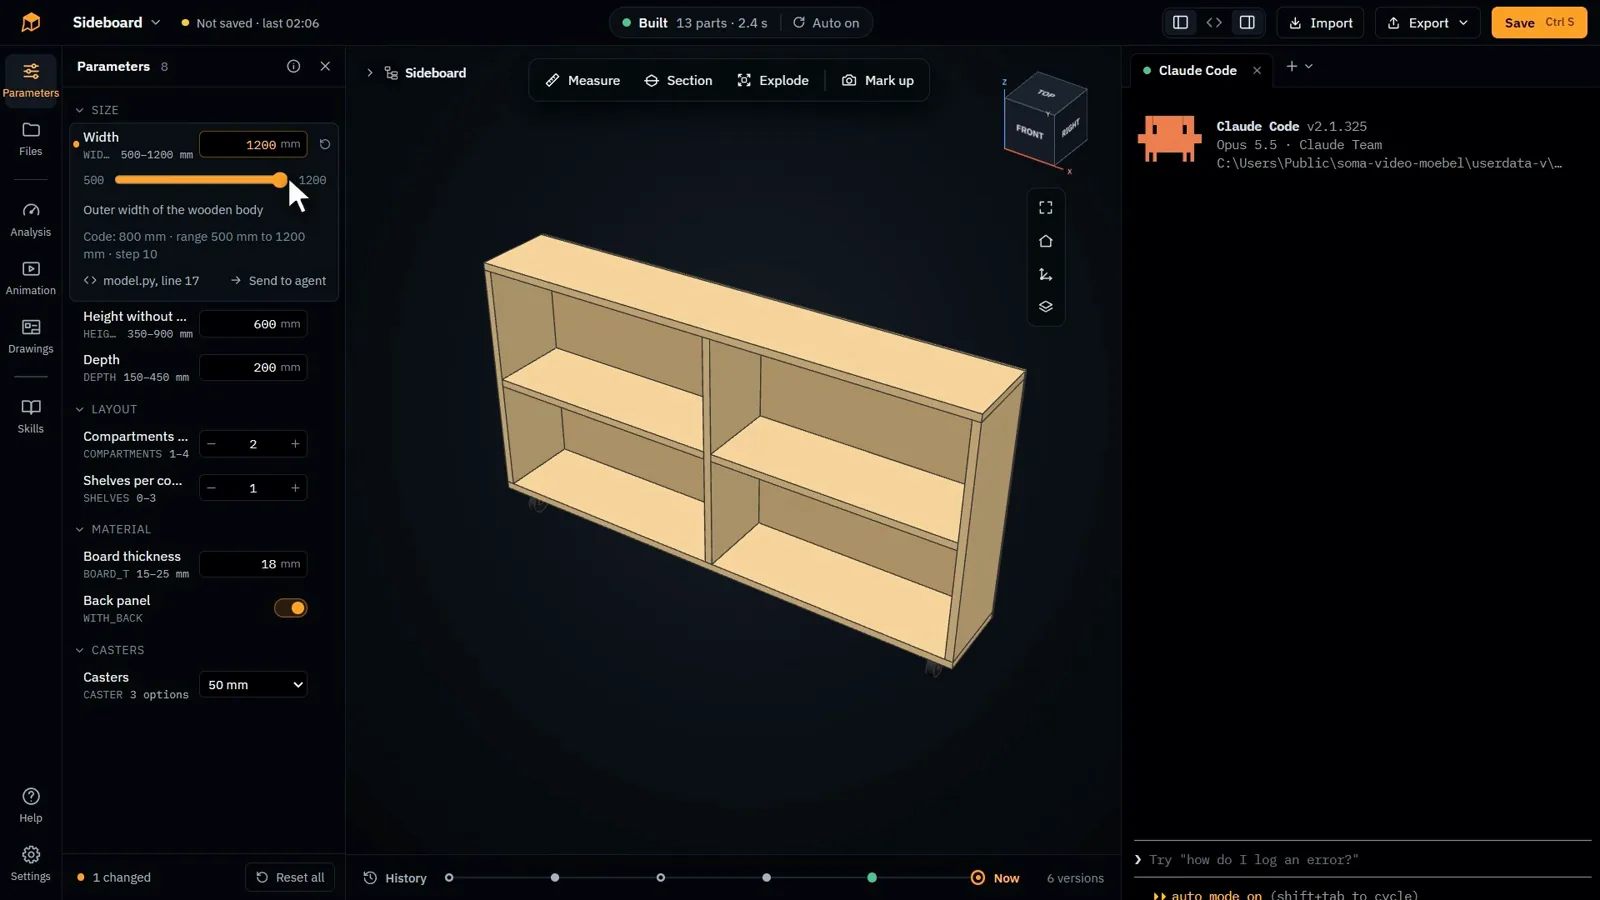 Sideboard
Not saved · last 02:06
Built 13 parts · 2.4 s
Auto on
Import
Export
Save Ctrl S
Parameters
Files
Analysis
Animation
Drawings
Skills
Help
Settings
Parameters 8
SIZE
Width
WID… 500–1200 mm
1200 mm
500
1200
Outer width of the wooden body
Code: 800 mm · range 500 mm to 1200
mm · step 10
model.py, line 17
Send to agent
Height without ...
HEIG… 350–900 mm
600 mm
Depth
DEPTH 150–450 mm
200 mm
LAYOUT
Compartments ...
COMPARTMENTS 1–4
2
Shelves per co...
SHELVES 0–3
1
MATERIAL
Board thickness
BOARD_T 15–25 mm
18 mm
Back panel
WITH_BACK
CASTERS
Casters
CASTER 3 options
50 mm
1 changed
Reset all
Sideboard
Measure
Section
Explode
Mark up
Z
TOP
Y
FRONT
RIGHT
X
History
Now
6 versions
Claude Code
Claude Code v2.1.325
Opus 5.5 · Claude Team
C:\Users\Public\soma-video-moebel\userdata-v\…
❯ Try "how do I log an error?"
auto mode on (shift+tab to cycle)